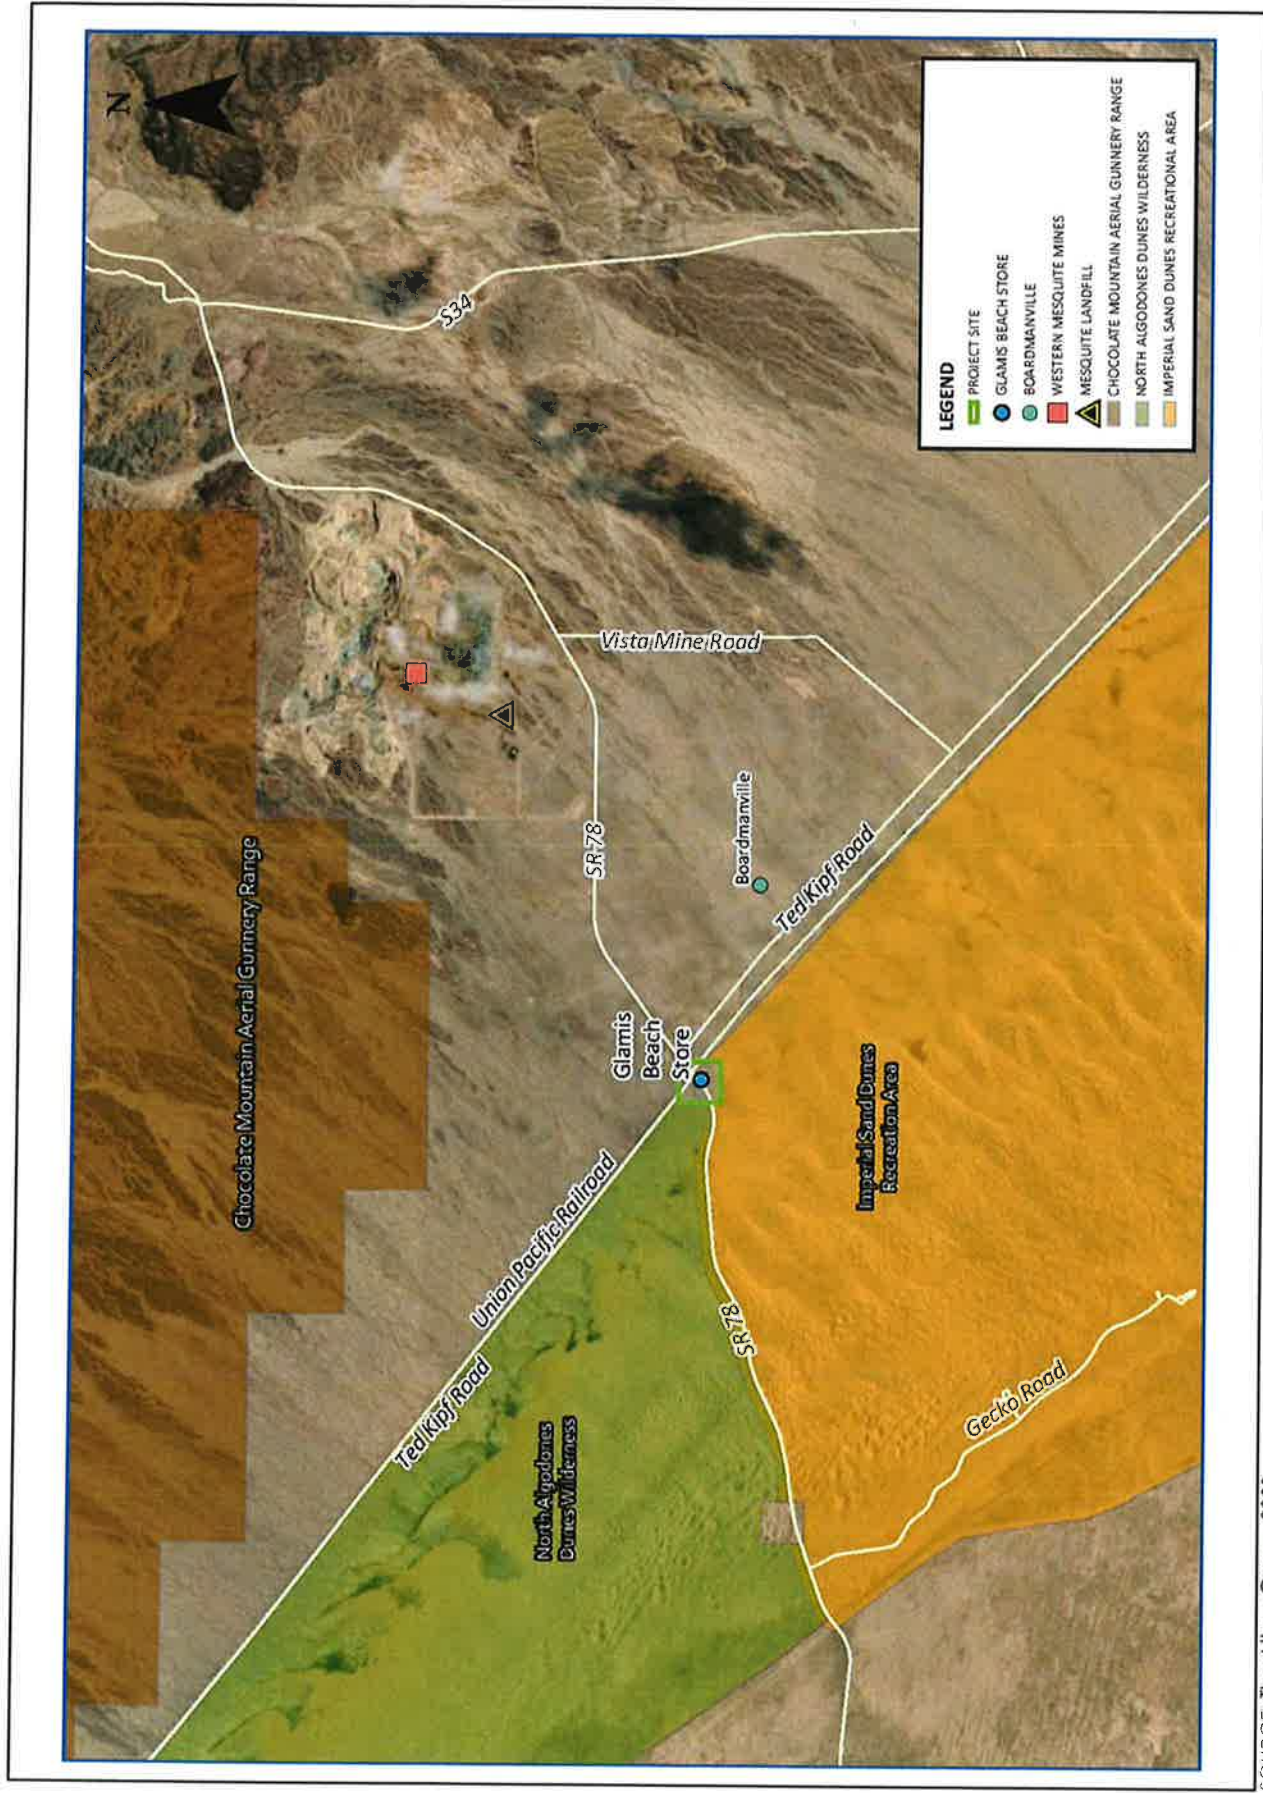 N
Chocolate Mountain Aerial Gunnery Range
S34
Vista Mine Road
SR 78
Boardmanville
Ted Kipf Road
Glamis
Beach
Store
Union Pacific Railroad
Ted Kipf Road
North Algodones
Dunes Wilderness
SR 78
Imperial Sand Dunes
Recreation Area
Gecko Road
LEGEND
PROJECT SITE
GLAMIS BEACH STORE
BOARDMANVILLE
WESTERN MESQUITE MINES
MESQUITE LANDFILL
CHOCOLATE MOUNTAIN AERIAL GUNNERY RANGE
NORTH ALGODONES DUNES WILDERNESS
IMPERIAL SAND DUNES RECREATIONAL AREA